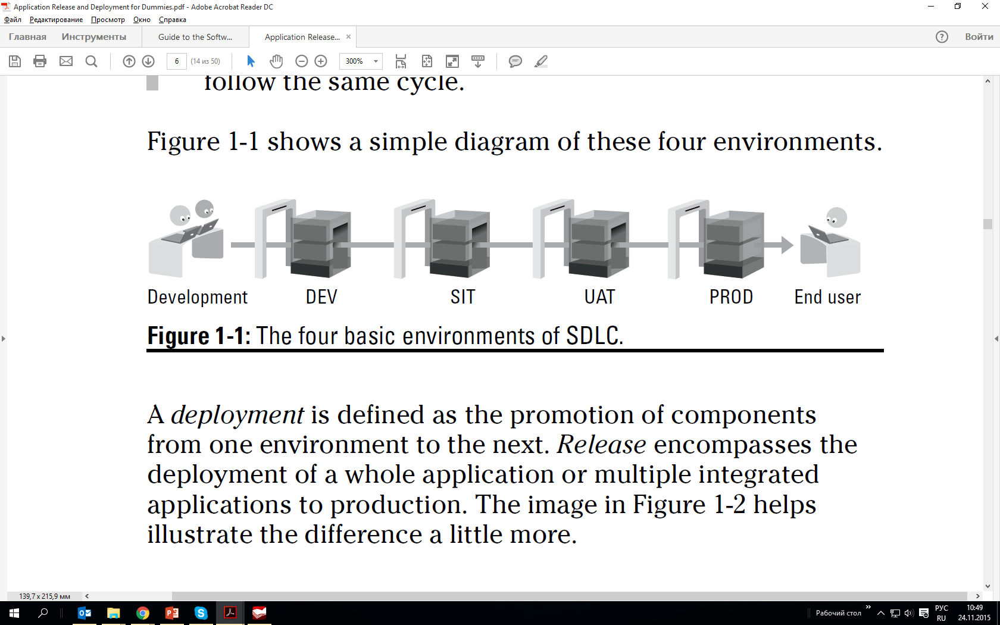 Application Release and Deployment for Dummies.pdf - Adobe Acrobat Reader DC
Файл Редактирование Просмотр Окно Справка
Главная Инструменты Guide to the Softw... Application Release... × ? Войти
6 (14 из 50) 300%
follow the same cycle.
Figure 1-1 shows a simple diagram of these four environments.
Development DEV SIT UAT PROD End user
Figure 1-1: The four basic environments of SDLC.
A deployment is defined as the promotion of components
from one environment to the next. Release encompasses the
deployment of a whole application or multiple integrated
applications to production. The image in Figure 1-2 helps
illustrate the difference a little more.
139,7 x 215,9 мм
Рабочий стол » РУС 10:49
RU 24.11.2015